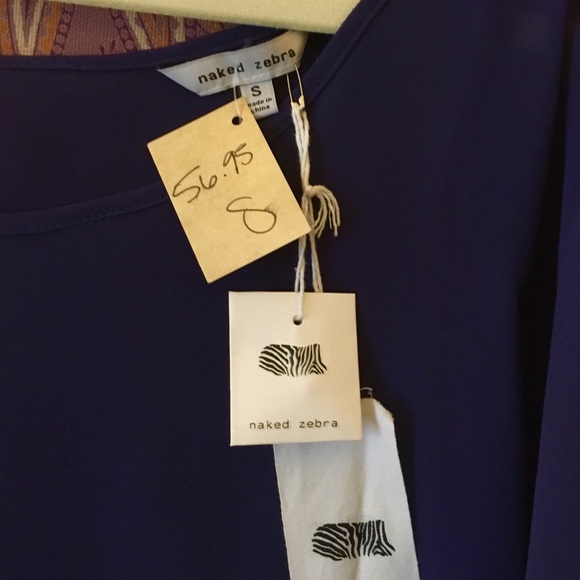 naked zebra
S
made in
china
56.95
8
naked zebra